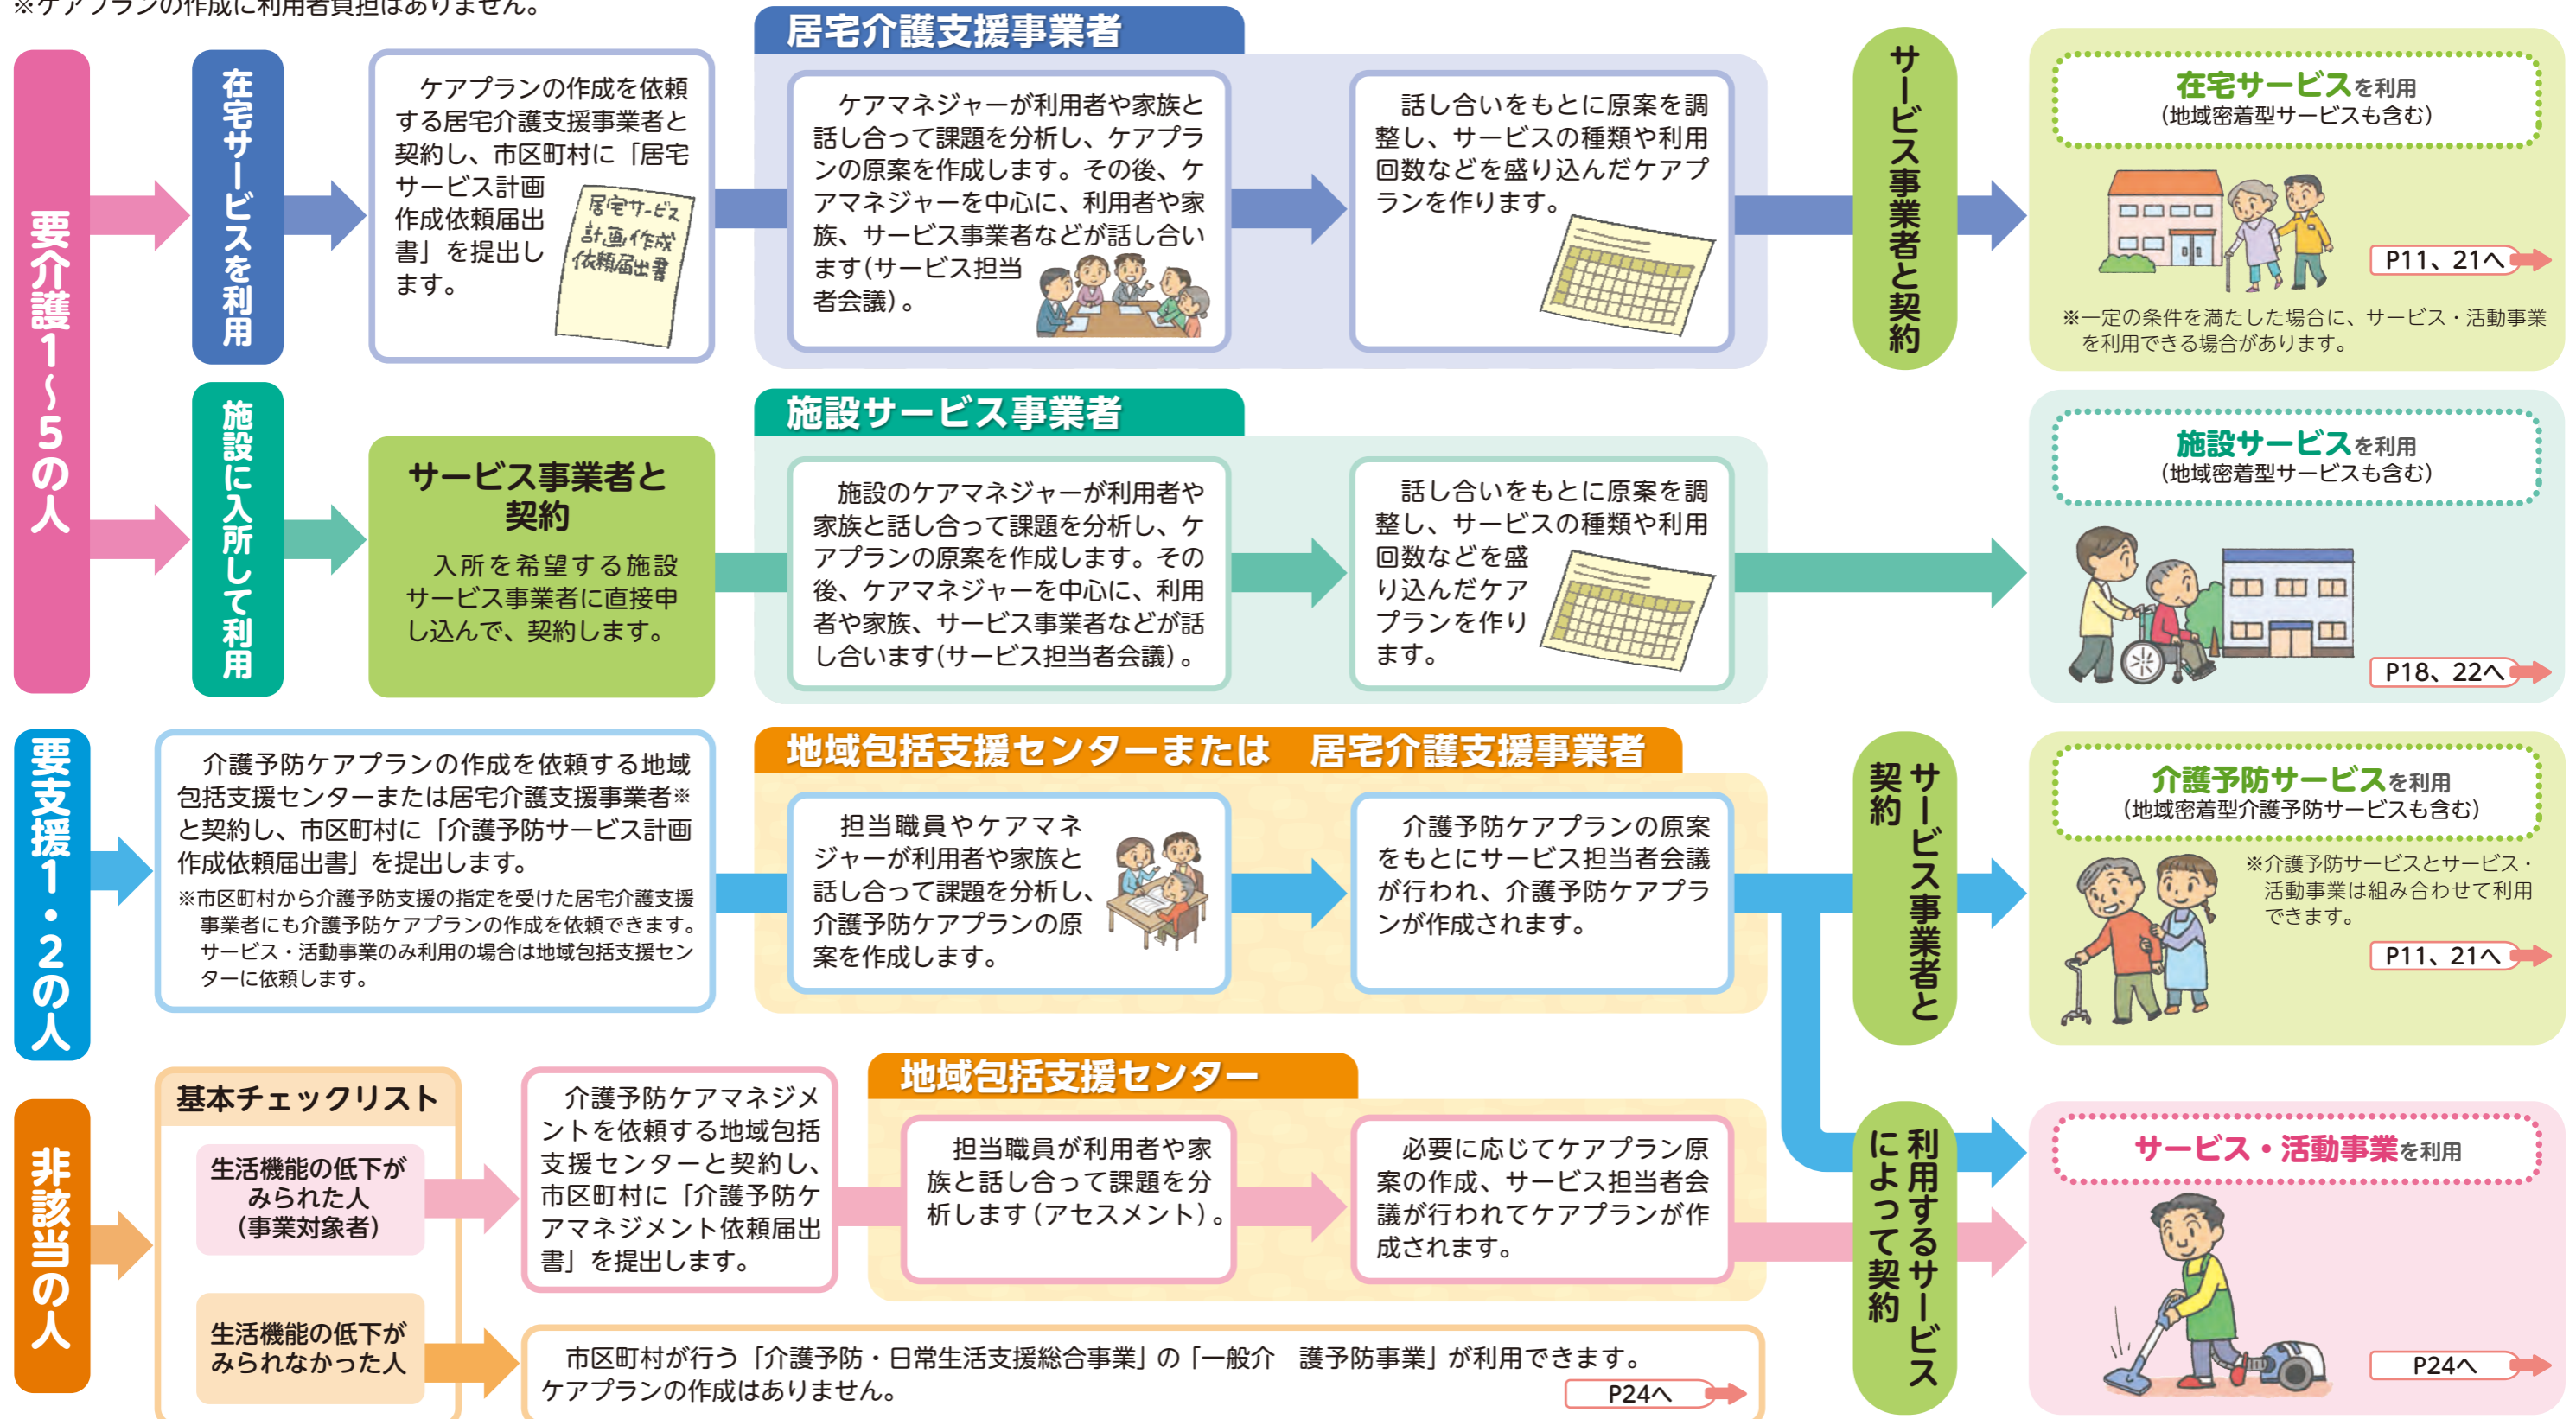 ※ケアプランの作成に利用者負担はありません。
要介護1〜5の人
在宅サービスを利用
ケアプランの作成を依頼
する居宅介護支援事業者と
契約し、市区町村に「居宅
サービス計画
作成依頼届出
書」を提出し
ます。
居宅サービス
計画作成
依頼届出書
居宅介護支援事業者
ケアマネジャーが利用者や家族と
話し合って課題を分析し、ケアプラ
ンの原案を作成します。その後、ケ
アマネジャーを中心に、利用者や家
族、サービス事業者などが話し合い
ます(サービス担当
者会議)。
話し合いをもとに原案を調
整し、サービスの種類や利用
回数などを盛り込んだケアプ
ランを作ります。
サービス事業者と契約
在宅サービスを利用
(地域密着型サービスも含む)
P11、21へ
※一定の条件を満たした場合に、サービス・活動事業
を利用できる場合があります。
施設に入所して利用
サービス事業者と
契約
入所を希望する施設
サービス事業者に直接申
し込んで、契約します。
施設サービス事業者
施設のケアマネジャーが利用者や
家族と話し合って課題を分析し、ケ
アプランの原案を作成します。その
後、ケアマネジャーを中心に、利用
者や家族、サービス事業者などが話
し合います(サービス担当者会議)。
話し合いをもとに原案を調
整し、サービスの種類や利用
回数などを盛
り込んだケア
プランを作り
ます。
施設サービスを利用
(地域密着型サービスも含む)
P18、22へ
要支援1・2の人
介護予防ケアプランの作成を依頼する地域
包括支援センターまたは居宅介護支援事業者※
と契約し、市区町村に「介護予防サービス計画
作成依頼届出書」を提出します。
※市区町村から介護予防支援の指定を受けた居宅介護支援
事業者にも介護予防ケアプランの作成を依頼できます。
サービス・活動事業のみ利用の場合は地域包括支援セン
ターに依頼します。
地域包括支援センターまたは 居宅介護支援事業者
担当職員やケアマネ
ジャーが利用者や家族と
話し合って課題を分析し、
介護予防ケアプランの原
案を作成します。
介護予防ケアプランの原案
をもとにサービス担当者会議
が行われ、介護予防ケアプラ
ンが作成されます。
サービス事業者と
契約
介護予防サービスを利用
(地域密着型介護予防サービスも含む)
※介護予防サービスとサービス・
活動事業は組み合わせて利用
できます。
P11、21へ
非該当の人
基本チェックリスト
生活機能の低下が
みられた人
(事業対象者)
介護予防ケアマネジメ
ントを依頼する地域包括
支援センターと契約し、
市区町村に「介護予防ケ
アマネジメント依頼届出
書」を提出します。
地域包括支援センター
担当職員が利用者や家
族と話し合って課題を分
析します(アセスメント)。
必要に応じてケアプラン原
案の作成、サービス担当者会
議が行われてケアプランが作
成されます。
利用するサービス
によって契約
サービス・活動事業を利用
P24へ
生活機能の低下が
みられなかった人
市区町村が行う「介護予防・日常生活支援総合事業」の「一般介 護予防事業」が利用できます。
ケアプランの作成はありません。
P24へ